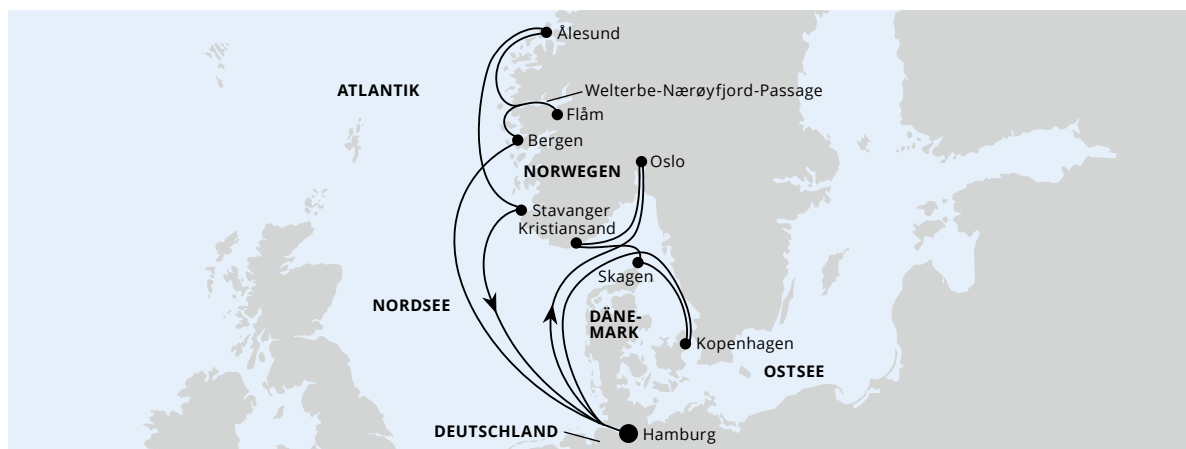 Ålesund
ATLANTIK
Welterbe-Nærøyfjord-Passage
Flåm
Bergen
Oslo
NORWEGEN
Stavanger
Kristiansand
Skagen
NORDSEE
DÄNE-
MARK
Kopenhagen
OSTSEE
DEUTSCHLAND
Hamburg